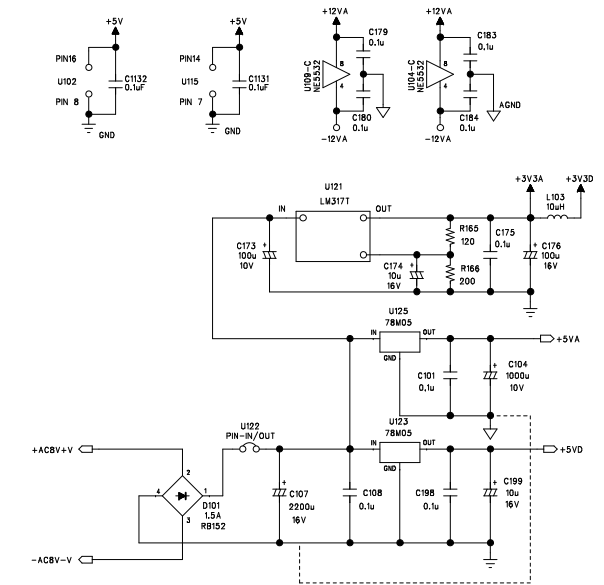 +5V
PIN16
U102
PIN 8
C1132
0.1uF
GND
+5V
PIN14
U115
PIN 7
C1131
0.1uF
GND
+12VA
C179
0.1u
U109-C
NE5532
8
4
C180
0.1u
-12VA
+12VA
C183
0.1u
U104-C
NE5532
8
4
C184
0.1u
AGND
-12VA
U121
LM317T
IN
OUT
+3V3A
+3V3D
L103
10uH
C173
100u
10V
+
C174
10u
16V
+
R165
120
R166
200
C175
0.1u
+
C176
100u
16V
+
U125
78M05
IN
OUT
GND
+5VA
C101
0.1u
C104
1000u
10V
+
U122
PIN-IN/OUT
U123
78M05
IN
OUT
GND
+5VD
+AC8V+V
-AC8V-V
2
4
1
3
D101
1.5A
RB152
+
C107
2200u
16V
C108
0.1u
C198
0.1u
+
C199
10u
16V